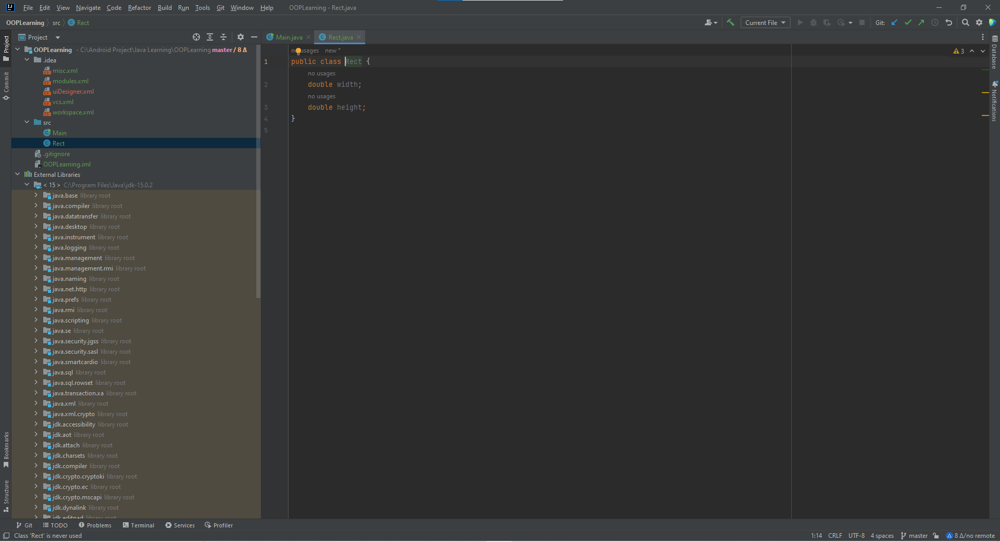 File Edit View Navigate Code Refactor Build Run Tools Git Window Help OOPLearning - Rect.java
OOPLearning src Rect
Current File
Git:
Project
Main.java
Rect.java
Project
Commit
Bookmarks
Structure
OOPLearning - C:\Android Project\Java Learning\OOPLearning master / 8 Δ
.idea
misc.xml
modules.xml
uiDesigner.xml
vcs.xml
workspace.xml
src
Main
Rect
.gitignore
OOPLearning.iml
External Libraries
< 15 > C:\Program Files\Java\jdk-15.0.2
java.base library root
java.compiler library root
java.datatransfer library root
java.desktop library root
java.instrument library root
java.logging library root
java.management library root
java.management.rmi library root
java.naming library root
java.net.http library root
java.prefs library root
java.rmi library root
java.scripting library root
java.se library root
java.security.jgss library root
java.security.sasl library root
java.smartcardio library root
java.sql library root
java.sql.rowset library root
java.transaction.xa library root
java.xml library root
java.xml.crypto library root
jdk.accessibility library root
jdk.aot library root
jdk.attach library root
jdk.charsets library root
jdk.compiler library root
jdk.crypto.cryptoki library root
jdk.crypto.ec library root
jdk.crypto.mscapi library root
jdk.dynalink library root
jdk.editpad library root
no usages new *
1 public class Rect {
no usages
2 double width;
no usages
3 double height;
4 }
5
3
Database
Notifications
Git TODO Problems Terminal Services Profiler
Class 'Rect' is never used
1:14 CRLF UTF-8 4 spaces master 8 Δ/no remote